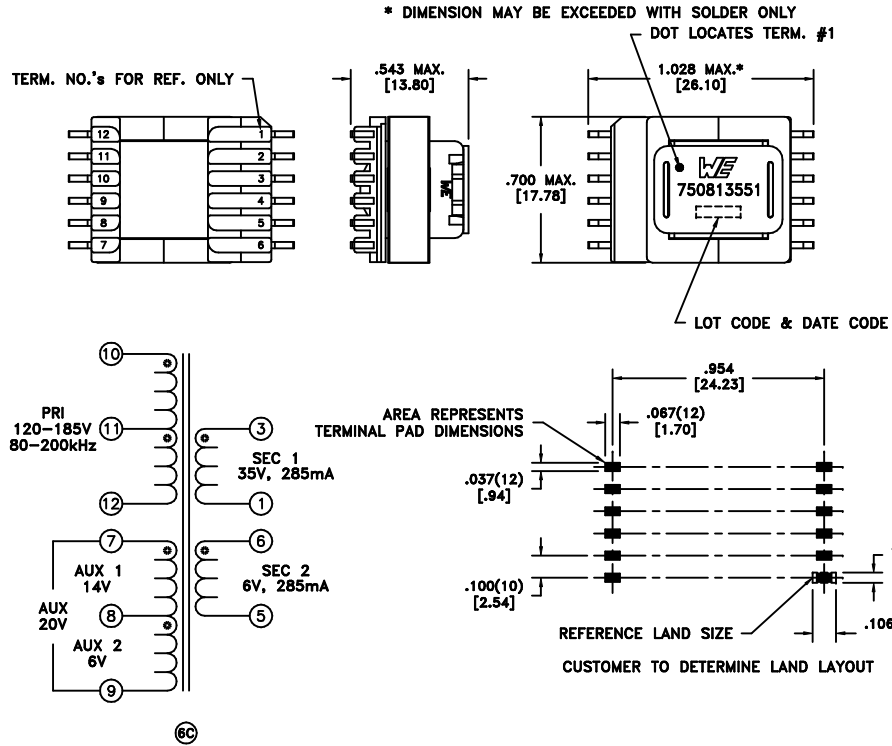 * DIMENSION MAY BE EXCEEDED WITH SOLDER ONLY
DOT LOCATES TERM. #1
TERM. NO.'s FOR REF. ONLY
.543 MAX.
[13.80]
1.028 MAX.*
[26.10]
12
11
10
9
8
7
1
2
3
4
5
6
WE
.700 MAX.
[17.78]
WE
750813551
LOT CODE & DATE CODE
10
PRI
120-185V
80-200kHz
11
12
3
SEC 1
35V, 285mA
1
7
AUX 1
14V
8
AUX
20V
AUX 2
6V
9
6
SEC 2
6V, 285mA
5
6C
.954
[24.23]
AREA REPRESENTS
TERMINAL PAD DIMENSIONS
.067(12)
[1.70]
.037(12)
[.94]
.100(10)
[2.54]
.106
REFERENCE LAND SIZE
CUSTOMER TO DETERMINE LAND LAYOUT